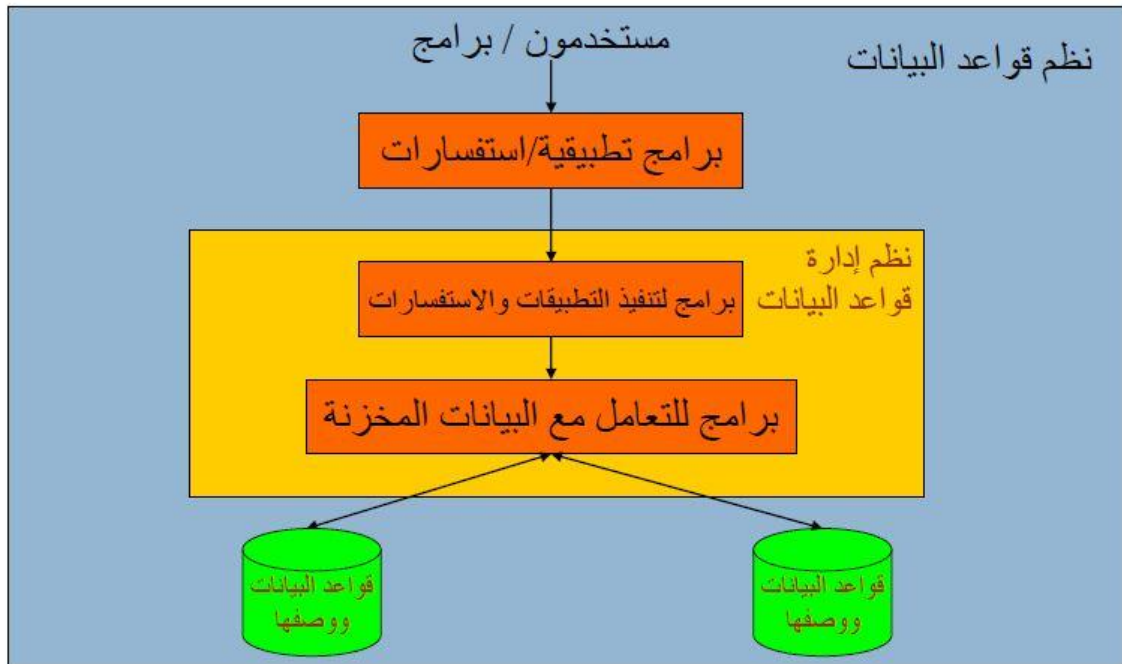 مستخدمون / برامج
نظم قواعد البيانات
برامج تطبيقية/استفسارات
نظم إدارة
قواعد البيانات
برامج لتنفيذ التطبيقات والاستفسارات
برامج للتعامل مع البيانات المخزنة
قواعد البيانات
ووصفها
قواعد البيانات
ووصفها